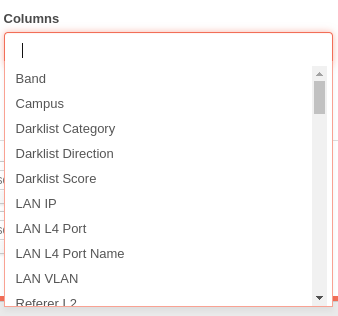 Columns
Band
Campus
Darklist Category
Darklist Direction
Darklist Score
LAN IP
LAN L4 Port
LAN L4 Port Name
LAN VLAN
Referer L2